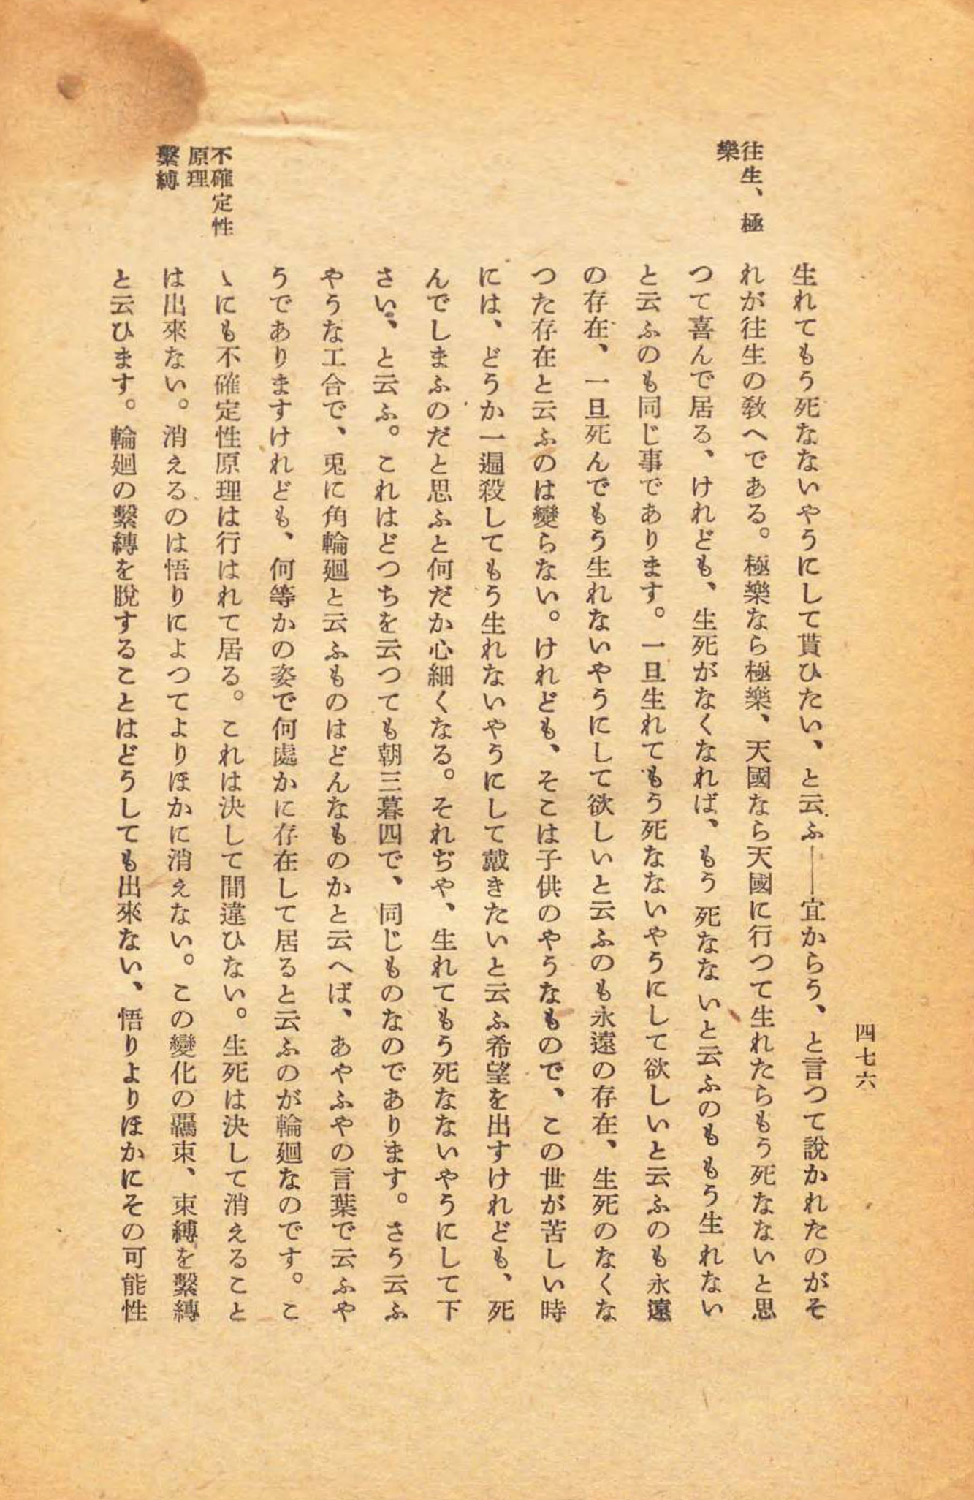 四七六
往生、極
樂
生れてもう死なないやうにして貰ひたい、と云ふ――宜からう、と言つて説かれたのがそ
れが往生の敎へである。極樂なら極樂、天國なら天國に行つて生れたらもう死なないと思
つて喜んで居る、けれども、生死がなくなれば、もう死なないと云ふのももう生れない
と云ふのも同じ事であります。一旦生れてもう死なないやうにして欲しいと云ふのも永遠
の存在、一旦死んでもう生れないやうにして欲しいと云ふのも永遠の存在、生死のなくな
つた存在と云ふのは變らない。けれども、そこは子供のやうなもので、この世が苦しい時
には、どうか一遍殺してもう生れないやうにして戴きたいと云ふ希望を出すけれども、死
んでしまふのだと思ふと何だか心細くなる。それぢや、生れてもう死なないやうにして下
さい、と云ふ。これはどつちを云つても朝三暮四で、同じものなのであります。さう云ふ
やうな工合で、兎に角輪廻と云ふものはどんなものかと云へば、あやふやの言葉で云ふや
うでありますけれども、何等かの姿で何處かに存在して居ると云ふのが輪廻なのです。こ
ゝにも不確定性原理は行はれて居る。これは決して間違ひない。生死は決して消えること
は出來ない。消えるのは悟りによつてよりほかに消えない。この變化の羈束、束縛を繫縛
と云ひます。輪廻の繫縛を脫することはどうしても出來ない、悟りよりほかにその可能性
不確定性
原理
繫縛